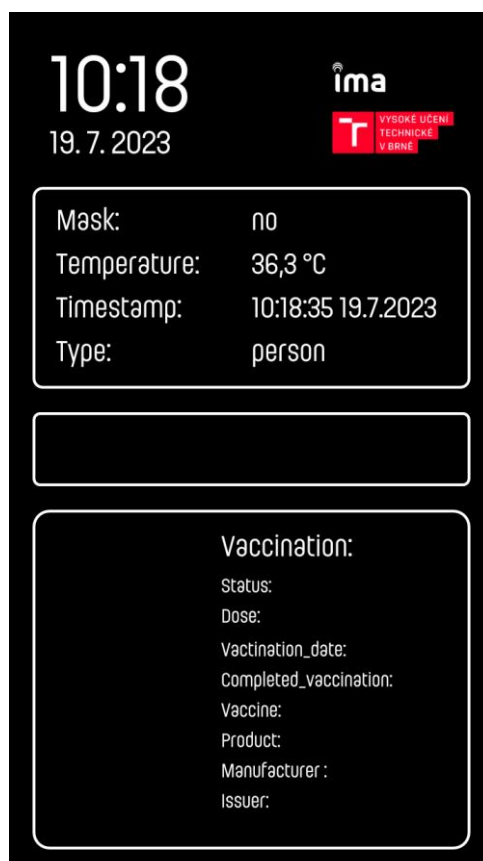 10:18
19. 7. 2023
ima
VYSOKÉ UČENÍ
TECHNICKÉ
V BRNĚ
Mask: no
Temperature: 36,3 °C
Timestamp: 10:18:35 19.7.2023
Type: person
Vaccination:
Status:
Dose:
Vactination_date:
Completed_vaccination:
Vaccine:
Product:
Manufacturer :
Issuer: